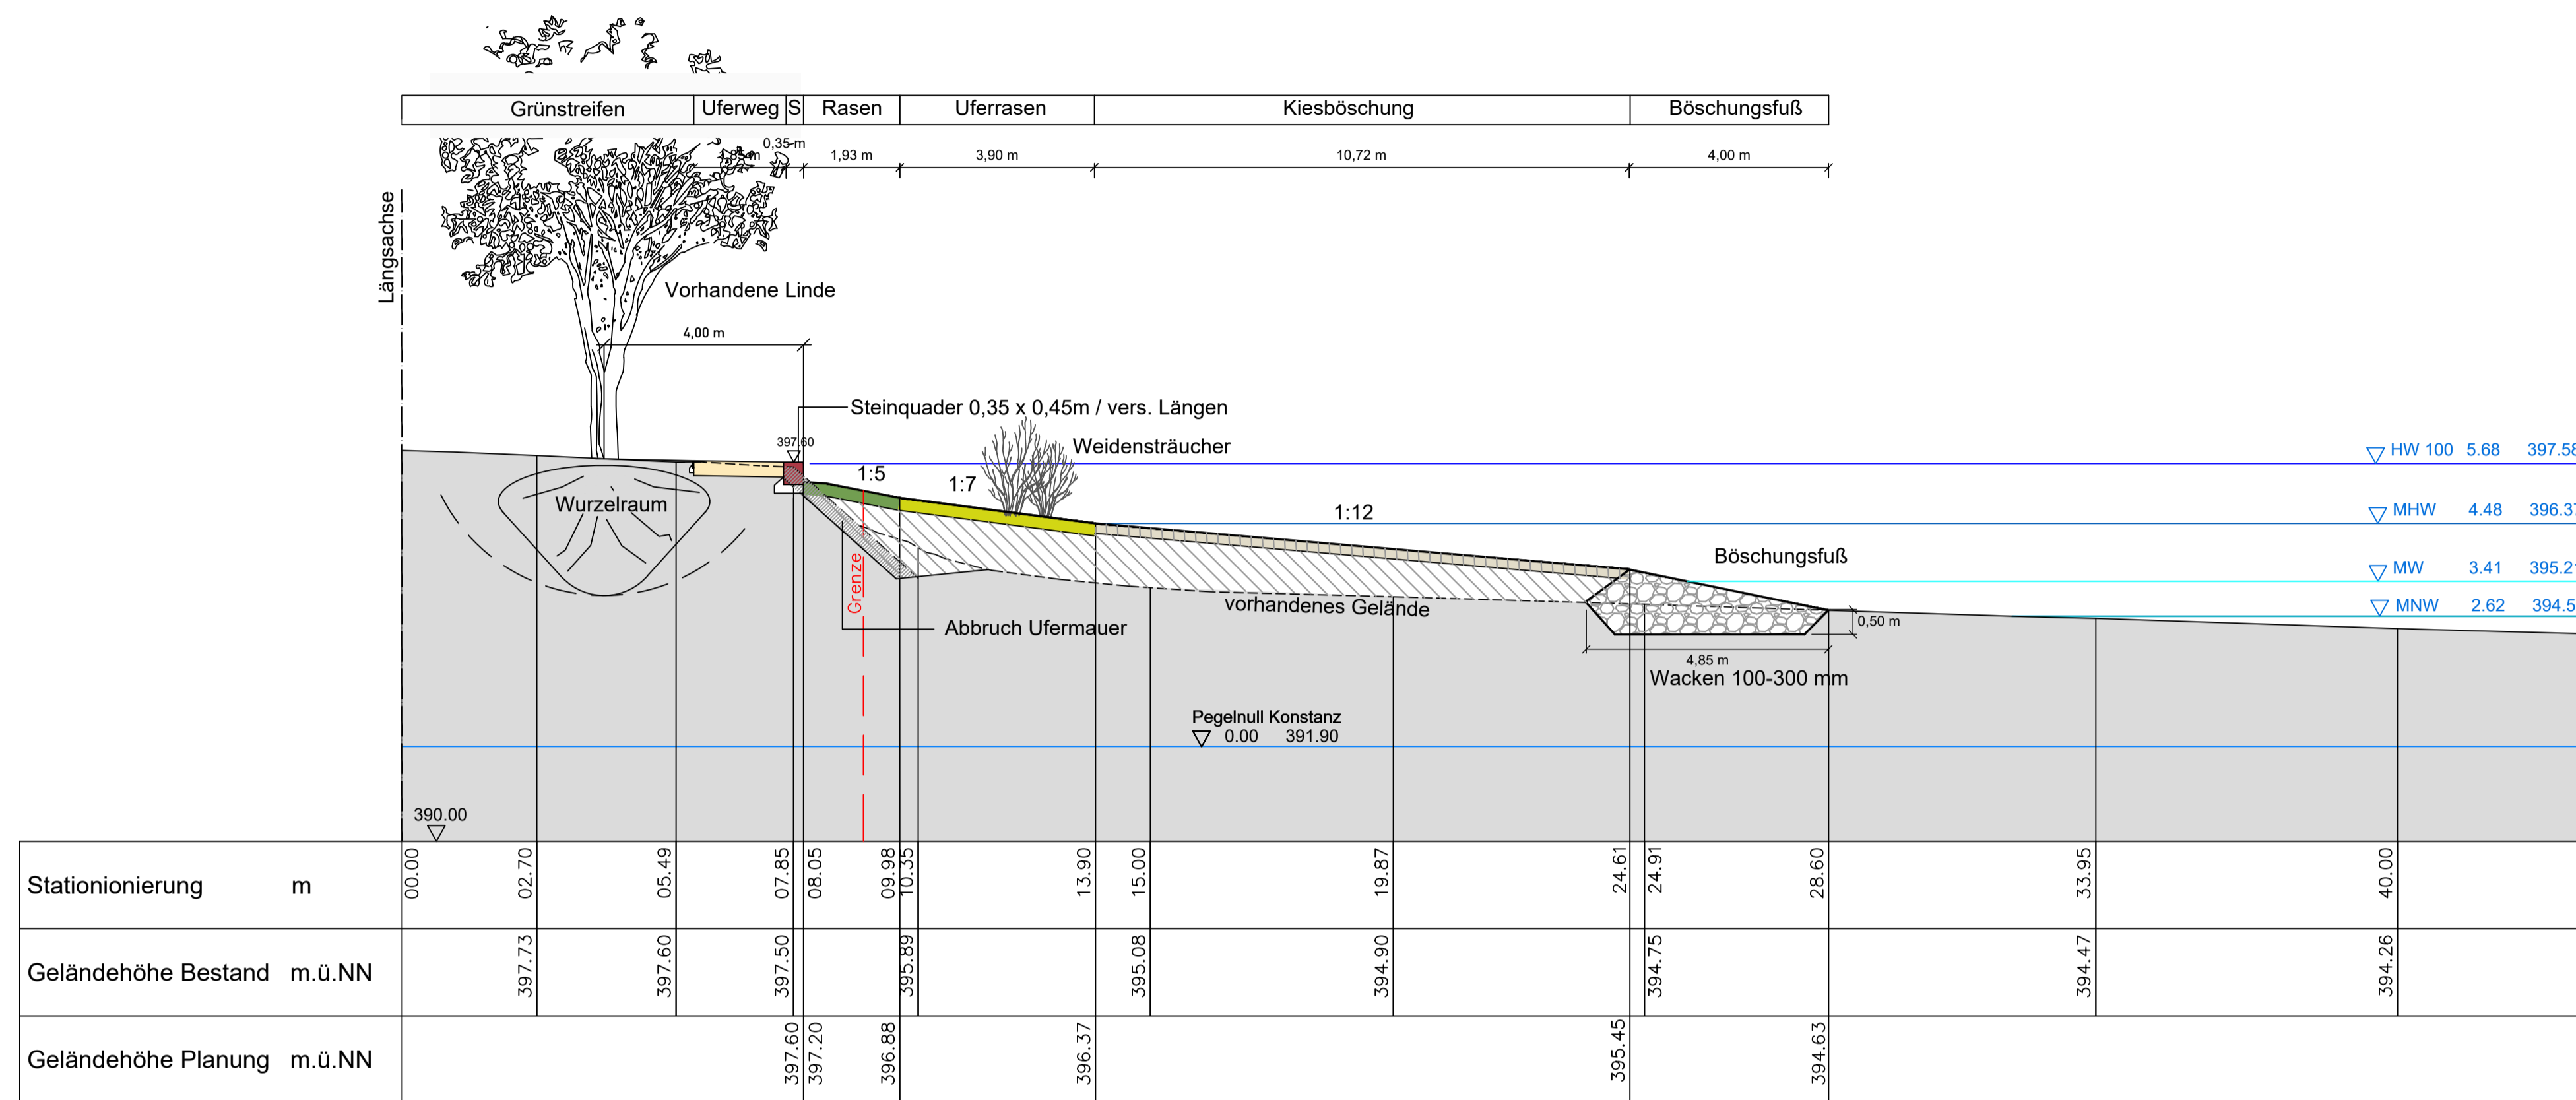 Grünstreifen Uferweg S Rasen Uferrasen Kiesböschung Böschungsfuß
0,35 m
1,93 m 3,90 m 10,72 m 4,00 m
Längsachse
Vorhandene Linde
4,00 m
Steinquader 0,35 x 0,45m / vers. Längen
397.60
Weidensträucher
HW 100 5.68 397.58
1:5
1:7
Wurzelraum
1:12
MHW 4.48 396.37
Böschungsfuß
Grenze
MW 3.41
vorhandenes Gelände
MNW 2.62
Abbruch Ufermauer
0,50 m
4,85 m
Wacken 100-300 mm
Pegelnull Konstanz
0.00 391.90
390.00
Stationionierung m 00.00 02.70 05.49 07.85 08.05 09.98 10.35 13.90 15.00 19.87 24.61 24.91 28.60 33.95 40.00
Geländehöhe Bestand m.ü.NN 397.73 397.60 397.50 395.89 395.08 394.90 394.75 394.47 394.26
Geländehöhe Planung m.ü.NN 397.60 397.20 396.88 396.37 395.45 394.63